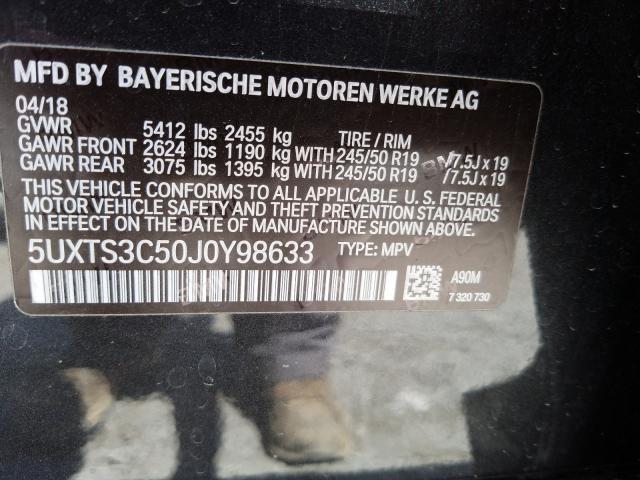 MFD BY BAYERISCHE MOTOREN WERKE AG
04/18
GVWR 5412 lbs 2455 kg TIRE / RIM
GAWR FRONT 2624 lbs 1190 kg WITH 245/50 R19 /7.5J x 19
GAWR REAR 3075 lbs 1395 kg WITH 245/50 R19 /7.5J x 19
THIS VEHICLE CONFORMS TO ALL APPLICABLE U. S. FEDERAL
MOTOR VEHICLE SAFETY AND THEFT PREVENTION STANDARDS
IN EFFECT ON THE DATE OF MANUFACTURE SHOWN ABOVE.
5UXTS3C50J0Y98633 TYPE: MPV
A90M
7 320 730